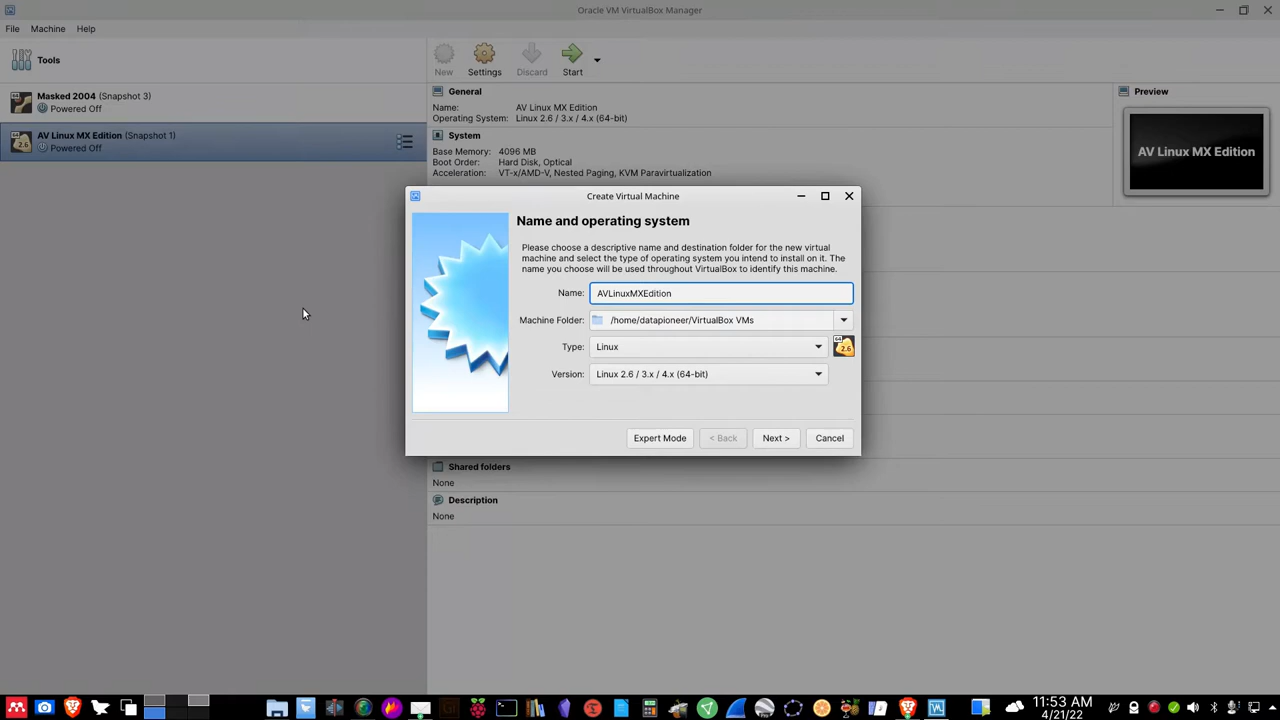 Oracle VM VirtualBox Manager
File Machine Help
Tools
New Settings Discard Start
Masked 2004 (Snapshot 3)
Powered Off
AV Linux MX Edition (Snapshot 1)
Powered Off
2.6
General
Name: AV Linux MX Edition
Operating System: Linux 2.6 / 3.x / 4.x (64-bit)
System
Base Memory: 4096 MB
Boot Order: Hard Disk, Optical
Acceleration: VT-x/AMD-V, Nested Paging, KVM Paravirtualization
Preview
AV Linux MX Edition
Create Virtual Machine
Name and operating system
Please choose a descriptive name and destination folder for the new virtual
machine and select the type of operating system you intend to install on it. The
name you choose will be used throughout VirtualBox to identify this machine.
Name: AVLinuxMXEdition
Machine Folder: /home/datapioneer/VirtualBox VMs
Type: Linux
64 2.6
Version: Linux 2.6 / 3.x / 4.x (64-bit)
Expert Mode < Back Next > Cancel
Shared folders
None
Description
None
11:53 AM
4/21/22